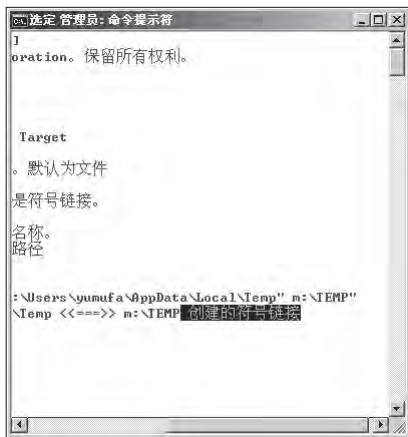 选定 管理员: 命令提示符
]
oration。保留所有权利。
Target
。默认为文件
是符号链接。
名称。
路径
:\Users\yumufa\AppData\Local\Temp" m:\TEMP"
\Temp <<===>> m:\TEMP 创建的符号链接